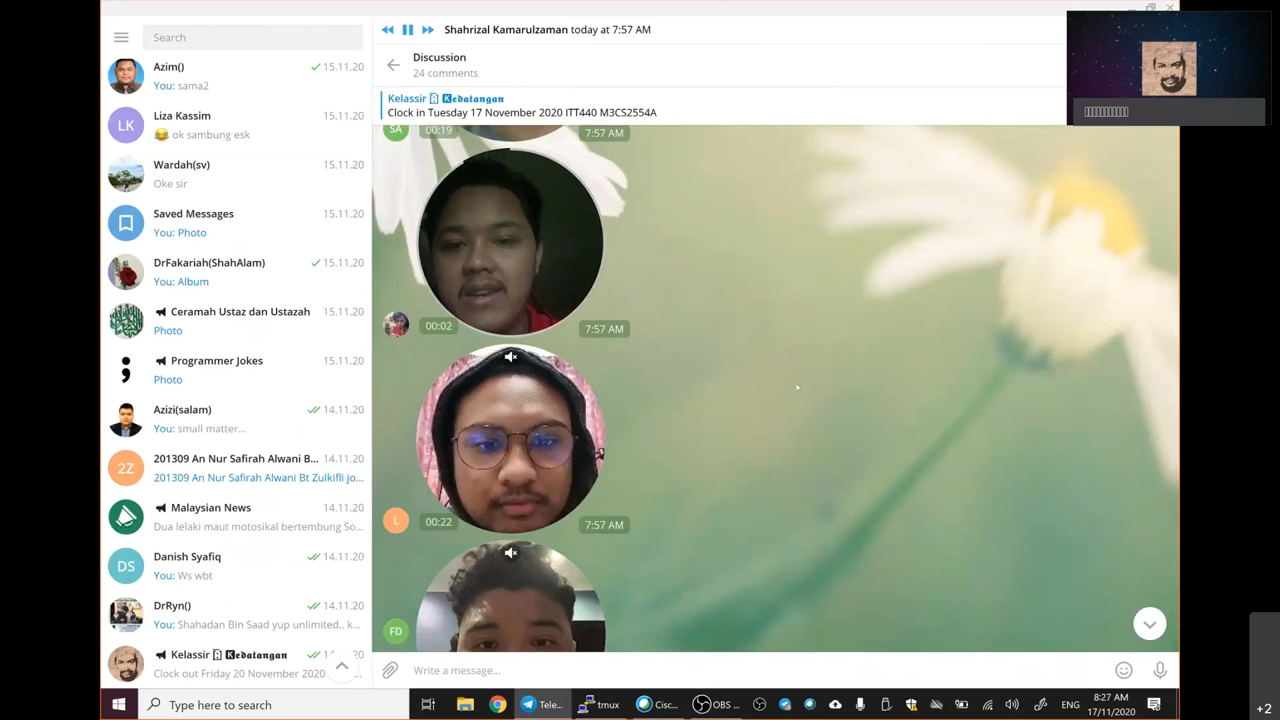 Search
Azim()
15.11.20
You: sama2
LK
Liza Kassim
15.11.20
😂 ok sambung esk
Wardah(sv)
15.11.20
Oke sir
Saved Messages
15.11.20
You: Photo
DrFakariah(ShahAlam)
15.11.20
You: Album
Ceramah Ustaz dan Ustazah
15.11.20
Photo
Programmer Jokes
15.11.20
Photo
Azizi(salam)
14.11.20
You: small matter...
2Z
201309 An Nur Safirah Alwani B...
14.11.20
201309 An Nur Safirah Alwani Bt Zulkifli jo...
Malaysian News
14.11.20
Dua lelaki maut motosikal bertembung So...
DS
Danish Syafiq
14.11.20
You: Ws wbt
DrRyn()
14.11.20
You: Shahadan Bin Saad yup unlimited.. k...
Kelassir 𝕶𝖊𝖉𝖆𝖙𝖆𝖓𝖌𝖆𝖓
Clock out Friday 20 November 2020
Shahrizal Kamarulzaman today at 7:57 AM
Discussion
24 comments
Kelassir 𝕶𝖊𝖉𝖆𝖙𝖆𝖓𝖌𝖆𝖓
Clock in Tuesday 17 November 2020 ITT440 M3CS2554A
SA
00:19
7:57 AM
00:02
7:57 AM
L
00:22
7:57 AM
FD
Write a message...
Type here to search
Tele...
tmux
Cisc...
OBS ...
ENG
8:27 AM
17/11/2020
+2